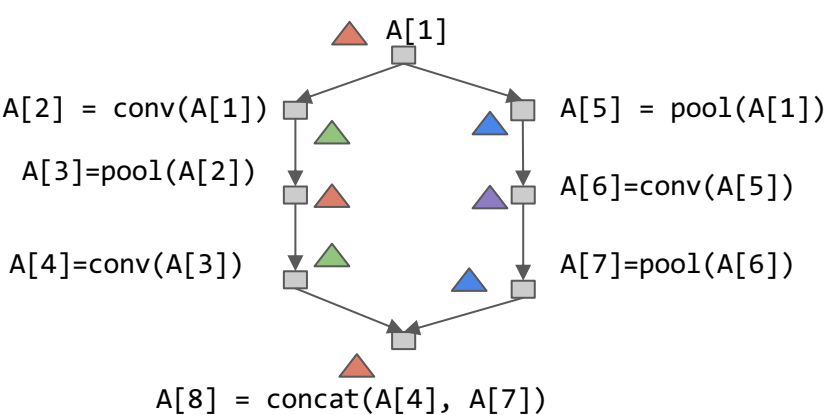 A[1]
A[2] = conv(A[1])
A[5] = pool(A[1])
A[3]=pool(A[2])
A[6]=conv(A[5])
A[4]=conv(A[3])
A[7]=pool(A[6])
A[8] = concat(A[4], A[7])